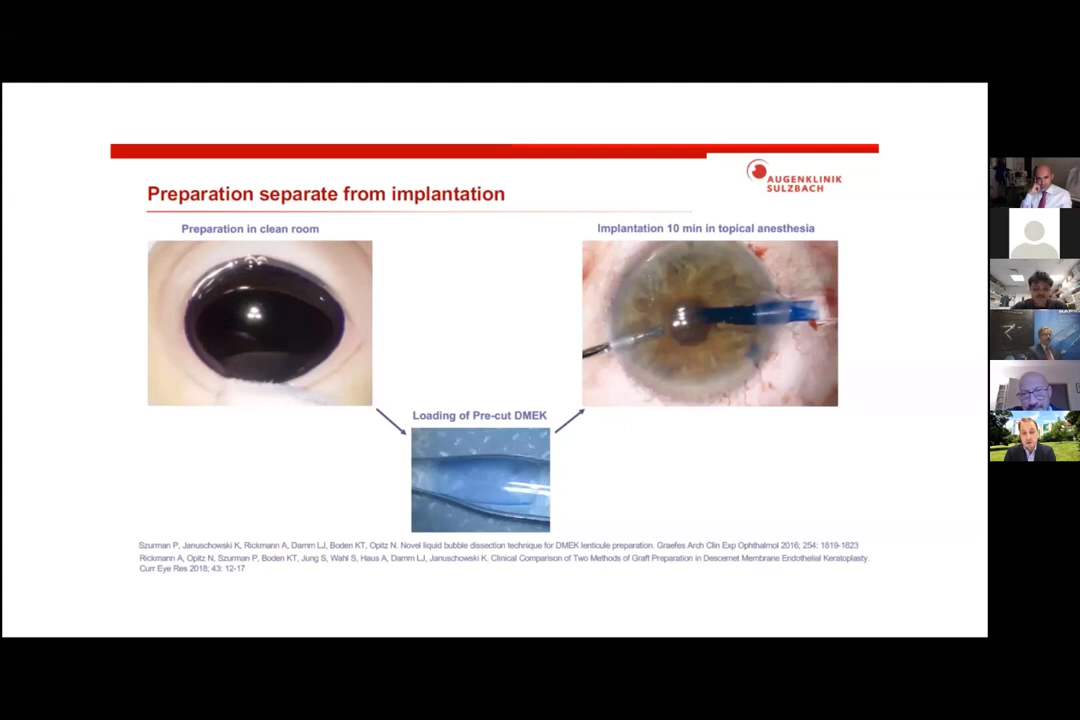 AUGENKLINIK
SULZBACH
Preparation separate from implantation
Preparation in clean room
Implantation 10 min in topical anesthesia
Loading of Pre-cut DMEK
Szurman P, Januschowski K, Rickmann A, Damm LJ, Boden KT, Opitz N. Novel liquid bubble dissection technique for DMEK lenticule preparation. Graefes Arch Clin Exp Ophthalmol 2016; 254: 1819-1823
Rickmann A, Opitz N, Szurman P, Boden KT, Jung S, Wahl S, Haus A, Damm LJ, Januschowski K. Clinical Comparison of Two Methods of Graft Preparation in Descemet Membrane Endothelial Keratoplasty.
Curr Eye Res 2018; 43: 12-17